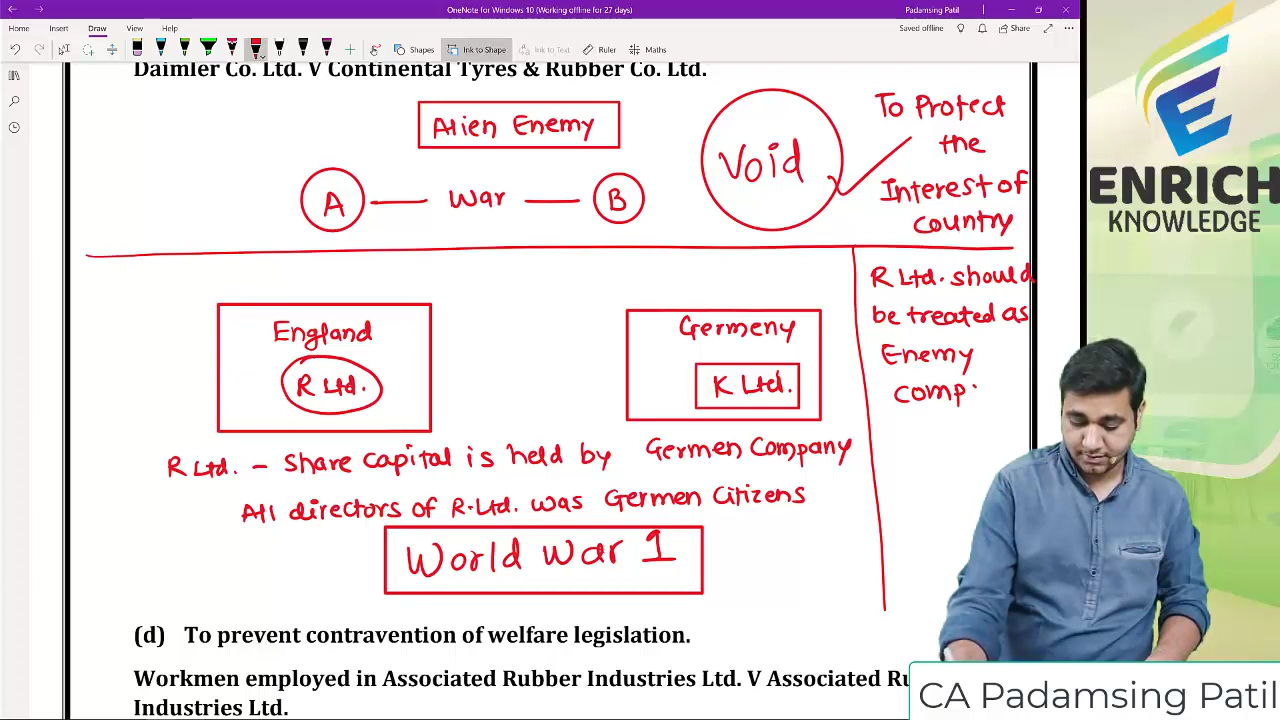 OneNote for Windows 10 (Working offline for 27 days)
Padamsing Patil
Home Insert Draw View Help
Saved offline Share
Shapes Ink to Shape Ink to Text Ruler Maths
Daimler Co. Ltd. V Continental Tyres & Rubber Co. Ltd.
Alien Enemy
A War B
Void
To Protect
the
Interest of
country
England
R Ltd.
Germeny
K Ltd.
R Ltd. – Share Capital is held by Germen Company
All directors of R.Ltd. was Germen Citizens
World War 1
R Ltd. should
be treated as
Enemy
comp.
(d) To prevent contravention of welfare legislation.
Workmen employed in Associated Rubber Industries Ltd. V Associated Ru
Industries Ltd.
ENRICH
KNOWLEDGE
CA Padamsing Patil